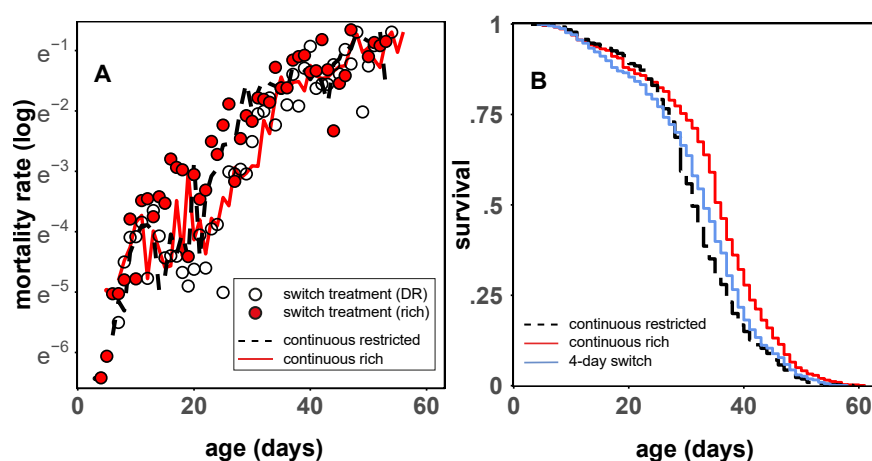 A
mortality rate (log)
e⁻¹
e⁻²
e⁻³
e⁻⁴
e⁻⁵
e⁻⁶
switch treatment (DR)
switch treatment (rich)
continuous restricted
continuous rich
0 20 40 60
age (days)
B
survival
1
.75
.5
.25
0
continuous restricted
continuous rich
4-day switch
0 20 40 60
age (days)